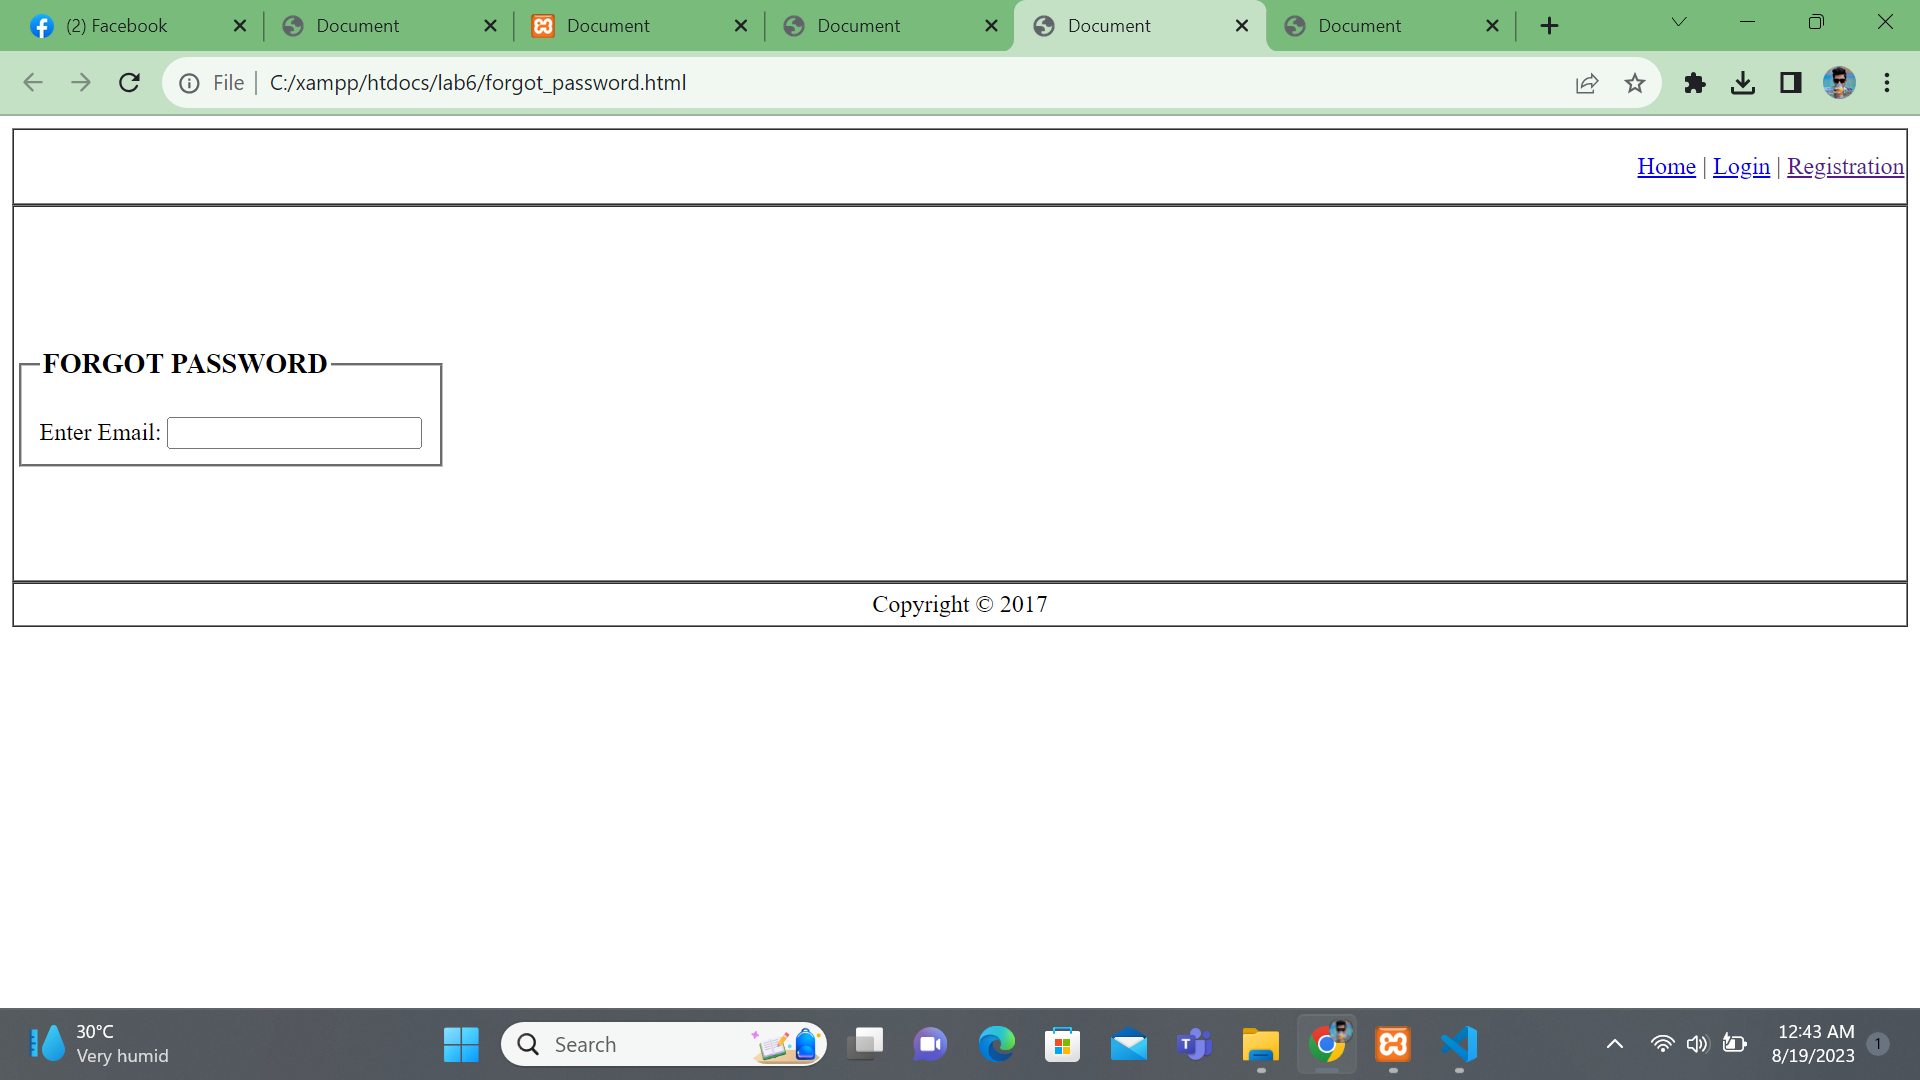 (2) Facebook Document Document Document Document Document
File C:/xampp/htdocs/lab6/forgot_password.html
Home | Login | Registration
FORGOT PASSWORD
Enter Email:
Copyright © 2017
30°C
Very humid
Search
12:43 AM
8/19/2023
1